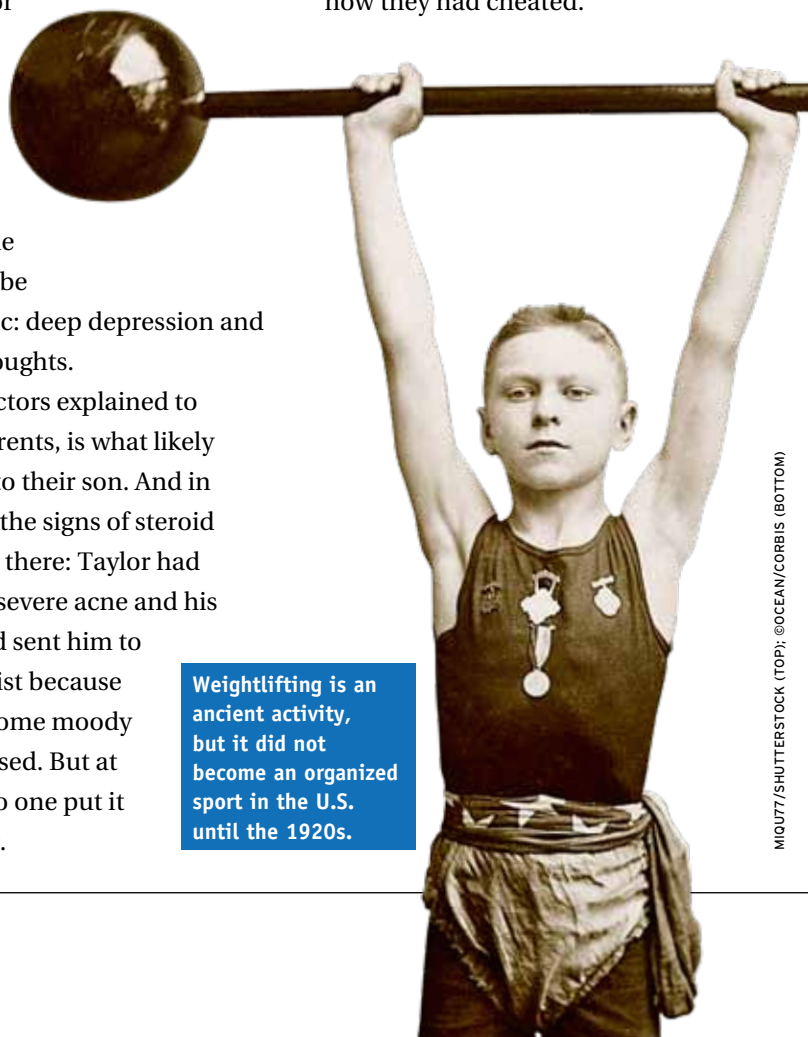 they had cheated.
be
c: deep depression and
oughts.
ctors explained to
rents, is what likely
to their son. And in
the signs of steroid
there: Taylor had
severe acne and his
d sent him to
ist because
ome moody
sed. But at
o one put it
.
Weightlifting is an
ancient activity,
but it did not
become an organized
sport in the U.S.
until the 1920s.
MIQU77/SHUTTERSTOCK (TOP); ©OCEAN/CORBIS (BOTTOM)